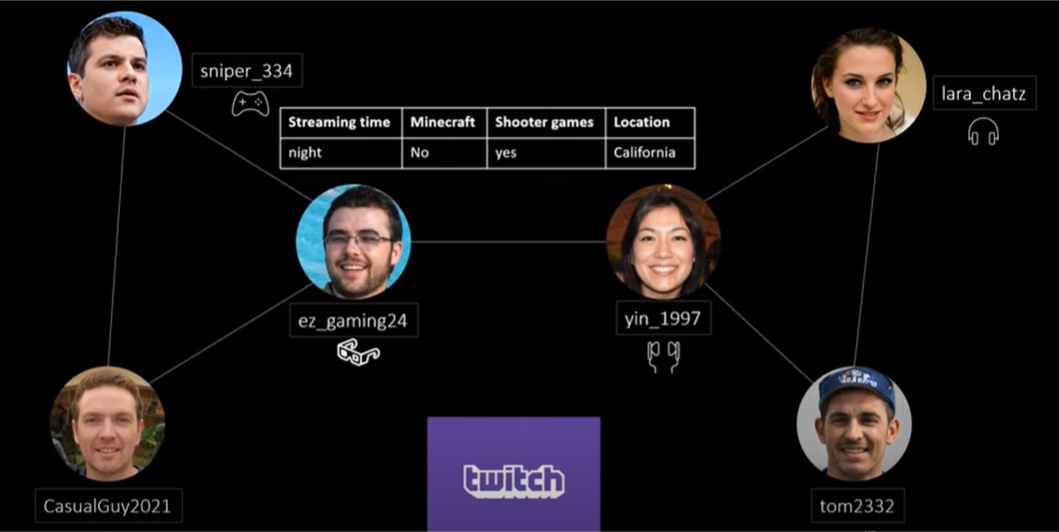 sniper_334
lara_chatz
Streaming time Minecraft Shooter games Location
night No yes California
ez_gaming24
yin_1997
twitch
CasualGuy2021
tom2332